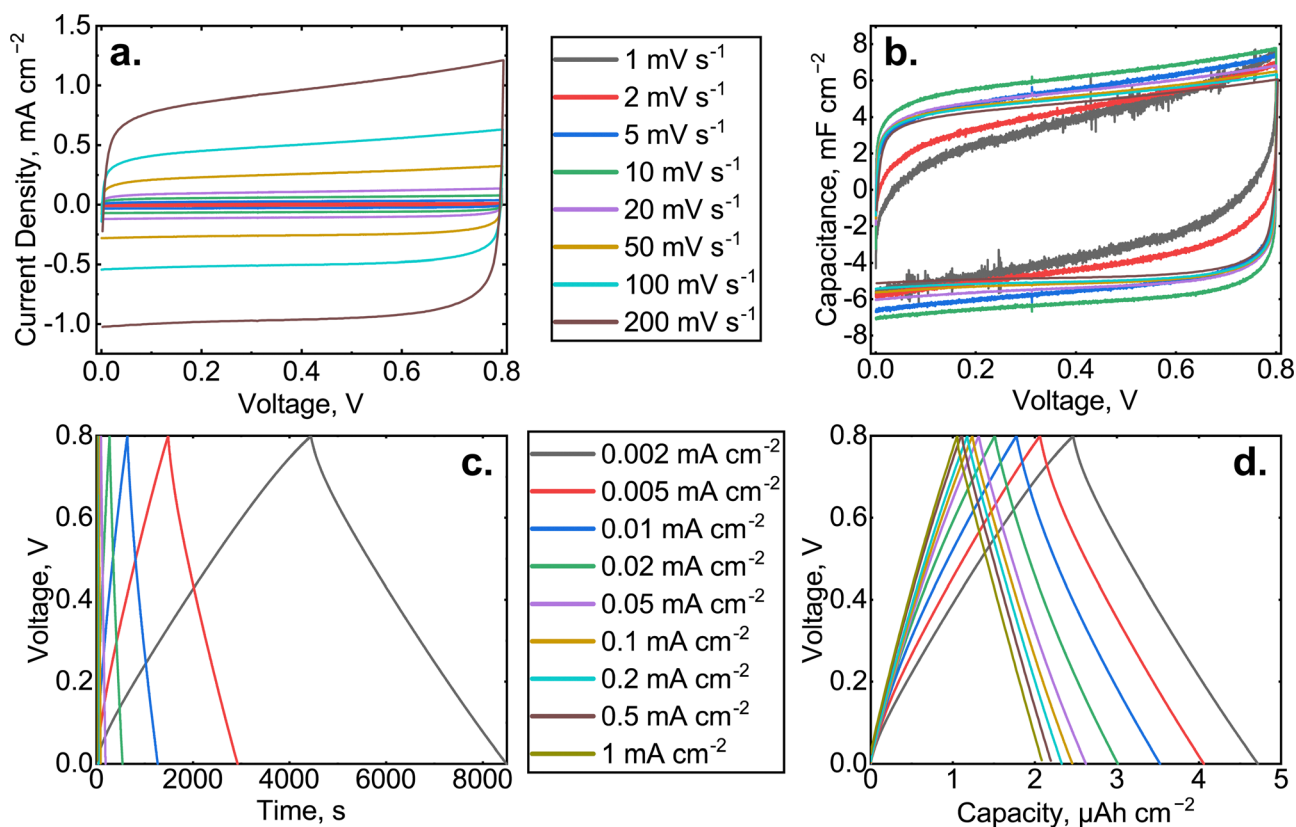 a.
1.5
1.0
0.5
0.0
-0.5
-1.0
Current Density, mA cm⁻²
0.0 0.2 0.4 0.6 0.8
Voltage, V
1 mV s⁻¹
2 mV s⁻¹
5 mV s⁻¹
10 mV s⁻¹
20 mV s⁻¹
50 mV s⁻¹
100 mV s⁻¹
200 mV s⁻¹
b.
8
6
4
2
0
-2
-4
-6
-8
Capacitance, mF cm⁻²
0.0 0.2 0.4 0.6 0.8
Voltage, V
c.
0.8
0.6
0.4
0.2
0.0
Voltage, V
0 2000 4000 6000 8000
Time, s
0.002 mA cm⁻²
0.005 mA cm⁻²
0.01 mA cm⁻²
0.02 mA cm⁻²
0.05 mA cm⁻²
0.1 mA cm⁻²
0.2 mA cm⁻²
0.5 mA cm⁻²
1 mA cm⁻²
d.
0.8
0.6
0.4
0.2
0.0
Voltage, V
0 1 2 3 4 5
Capacity, µAh cm⁻²